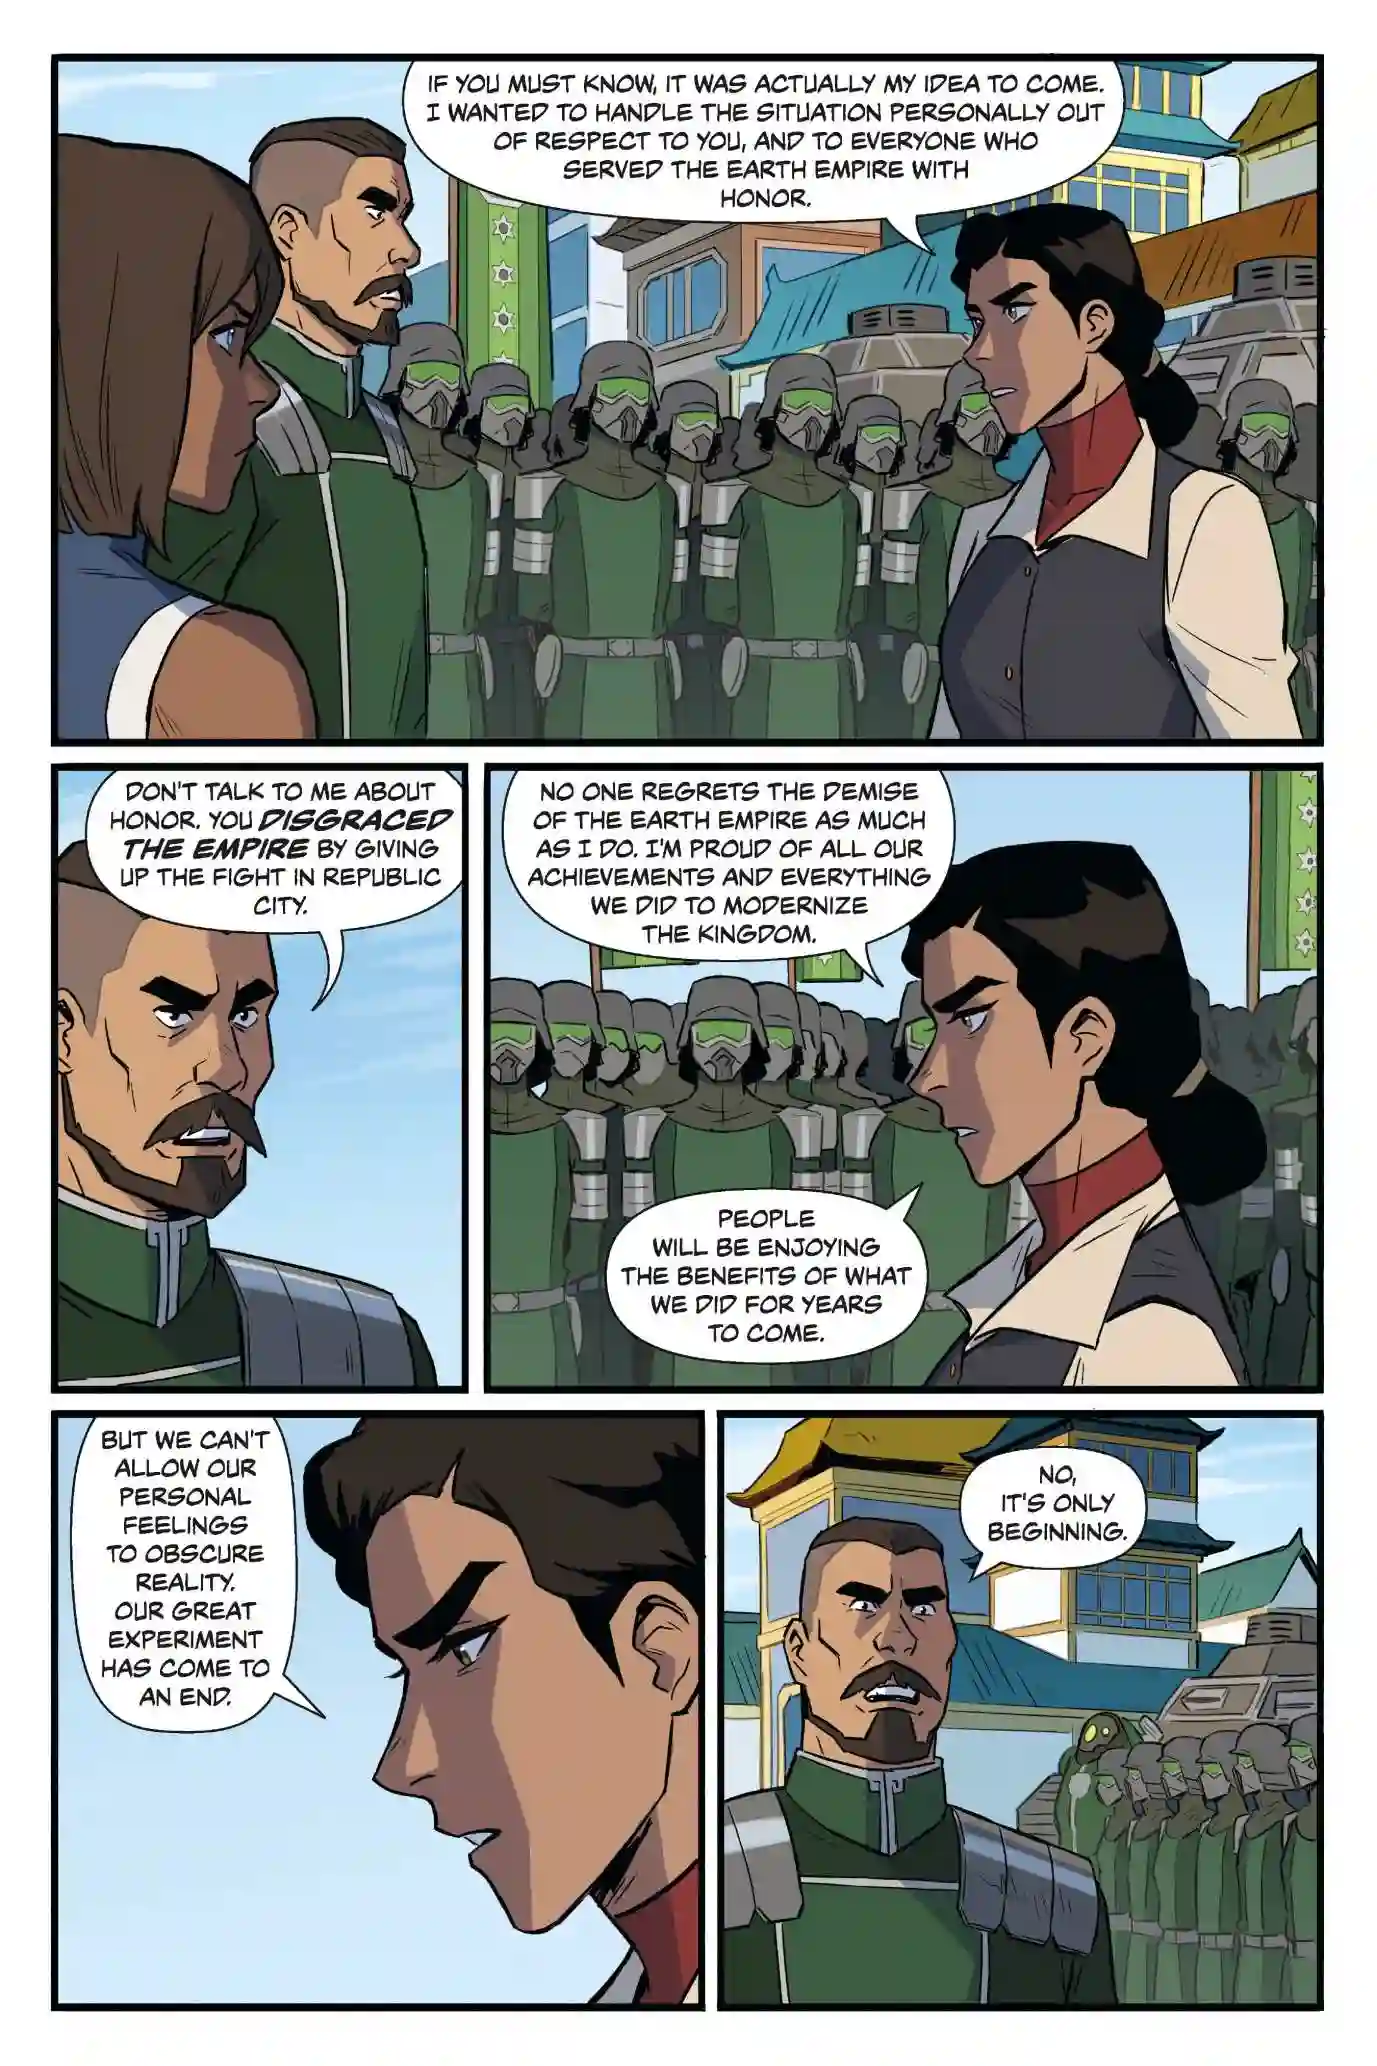 IF YOU MUST KNOW, IT WAS ACTUALLY MY IDEA TO COME.
I WANTED TO HANDLE THE SITUATION PERSONALLY OUT
OF RESPECT TO YOU, AND TO EVERYONE WHO
SERVED THE EARTH EMPIRE WITH
HONOR.
DON'T TALK TO ME ABOUT
HONOR. YOU DISGRACED
THE EMPIRE BY GIVING
UP THE FIGHT IN REPUBLIC
CITY.
NO ONE REGRETS THE DEMISE
OF THE EARTH EMPIRE AS MUCH
AS I DO. I'M PROUD OF ALL OUR
ACHIEVEMENTS AND EVERYTHING
WE DID TO MODERNIZE
THE KINGDOM.
PEOPLE
WILL BE ENJOYING
THE BENEFITS OF WHAT
WE DID FOR YEARS
TO COME.
BUT WE CAN'T
ALLOW OUR
PERSONAL
FEELINGS
TO OBSCURE
REALITY.
OUR GREAT
EXPERIMENT
HAS COME TO
AN END.
NO,
IT'S ONLY
BEGINNING.